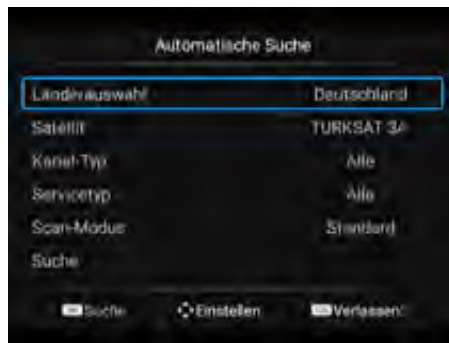 Automatische Suche
Länderauswahl Deutschland
Satellit TURKSAT 3A
Kanal-Typ Alle
Servicetyp Alle
Scan-Modus Standard
Suche
Suche Einstellen Verlassen